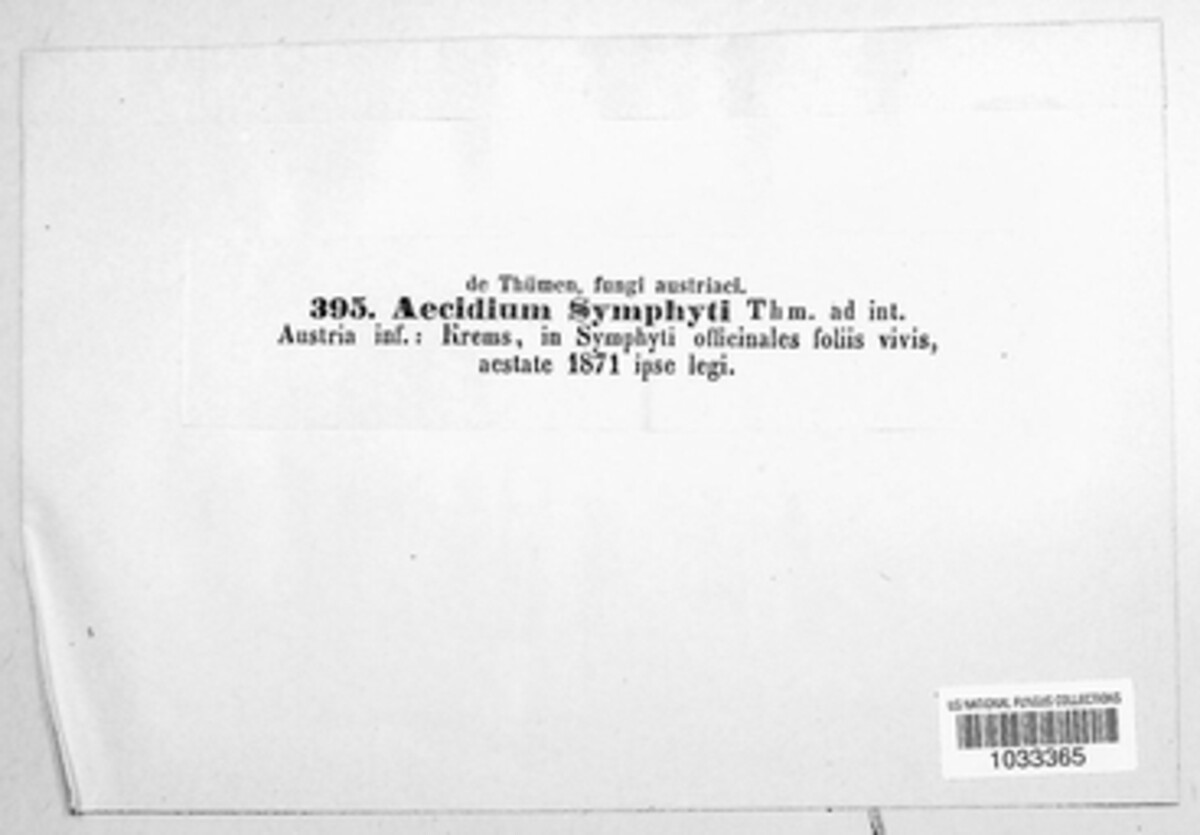 de Thümen, fungi austriaci.
395. Aecidium Symphyti Thm. ad int.
Austria inf.: Krems, in Symphyti officinales foliis vivis,
aestate 1871 ipse legi.
US NATIONAL FUNGUS COLLECTIONS
1033365